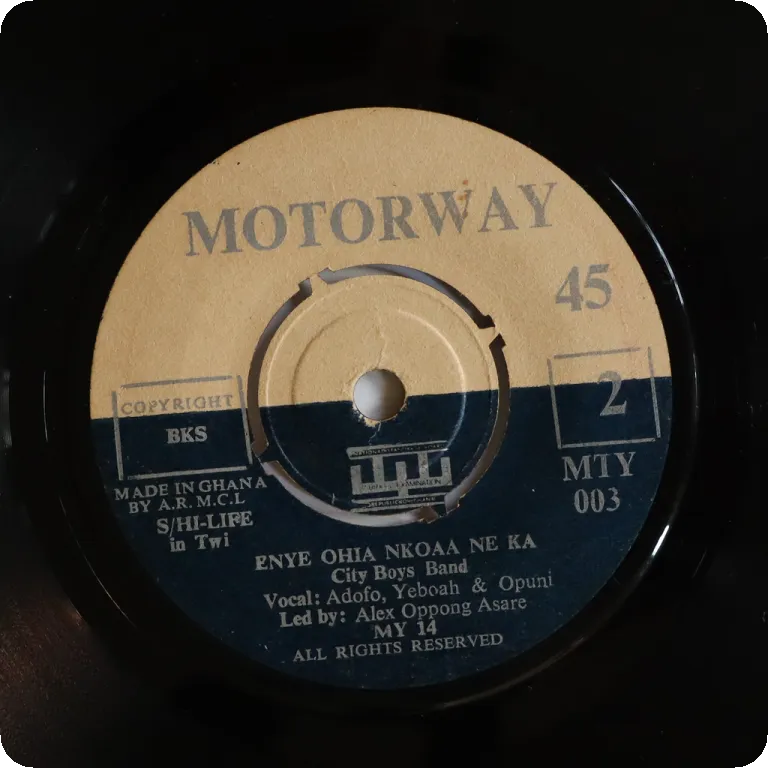 MOTORWAY
45
COPYRIGHT
BKS
2
MADE IN GHANA
BY A.R.M.C.L
S/HI-LIFE
in Twi
MTY
003
ENYE OHIA NKOAA NE KA
City Boys Band
Vocal: Adofo, Yeboah & Opuni
Led by: Alex Oppong Asare
MY 14
ALL RIGHTS RESERVED